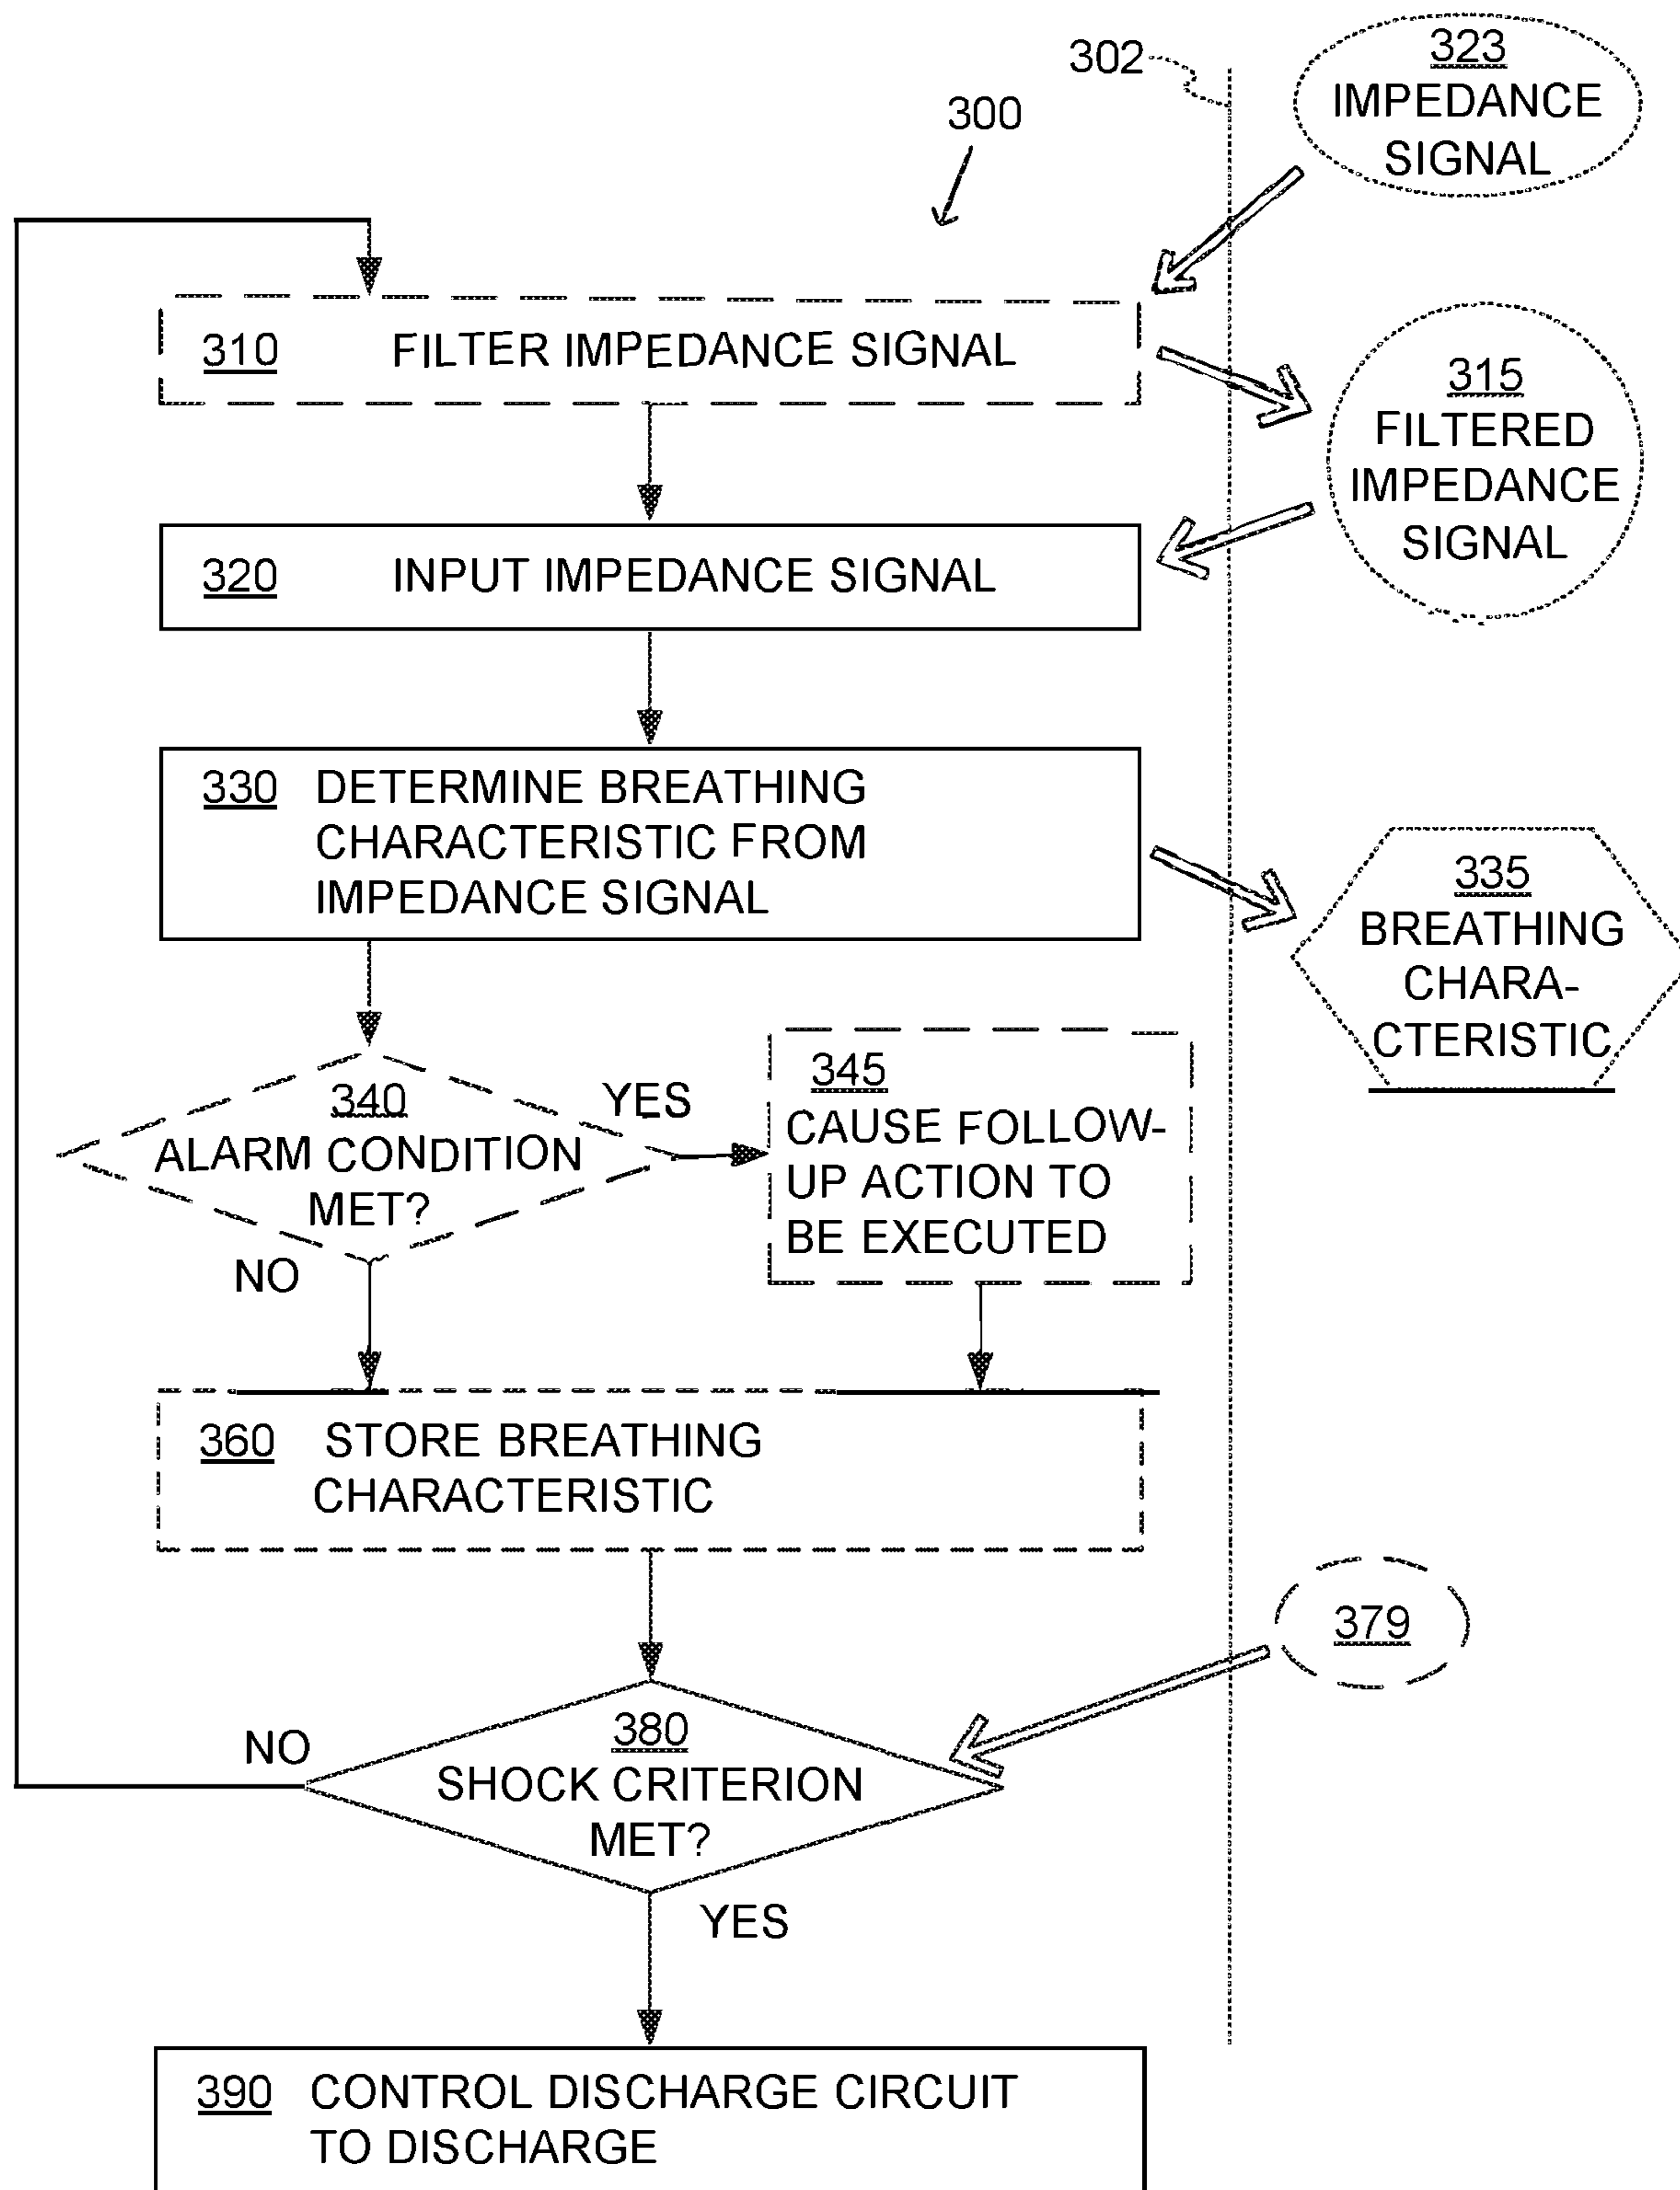 302
323
IMPEDANCE
SIGNAL
300
310 FILTER IMPEDANCE SIGNAL
315
FILTERED
IMPEDANCE
SIGNAL
320 INPUT IMPEDANCE SIGNAL
330 DETERMINE BREATHING
CHARACTERISTIC FROM
IMPEDANCE SIGNAL
335
BREATHING
CHARA-
CTERISTIC
340
ALARM CONDITION
MET?
YES
NO
345
CAUSE FOLLOW-
UP ACTION TO
BE EXECUTED
360 STORE BREATHING
CHARACTERISTIC
379
380
SHOCK CRITERION
MET?
NO
YES
390 CONTROL DISCHARGE CIRCUIT
TO DISCHARGE